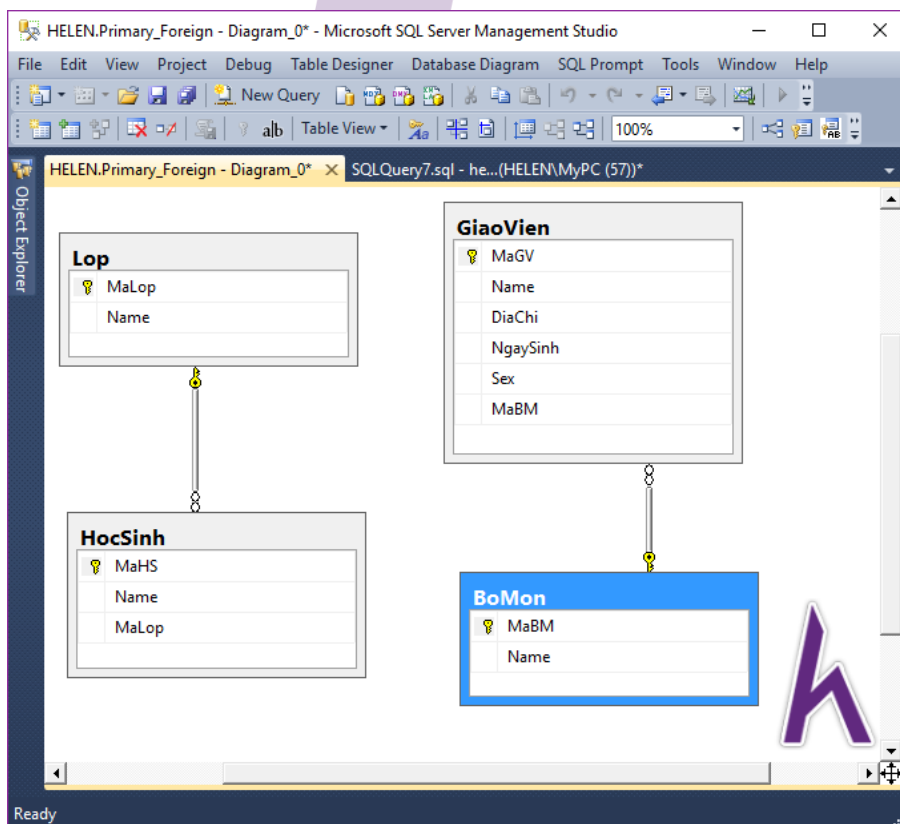 HELEN.Primary_Foreign - Diagram_0* - Microsoft SQL Server Management Studio
File Edit View Project Debug Table Designer Database Diagram SQL Prompt Tools Window Help
New Query
a|b Table View 100%
HELEN.Primary_Foreign - Diagram_0* SQLQuery7.sql - he...(HELEN\MyPC (57))*
Object Explorer
Lop
MaLop
Name
GiaoVien
MaGV
Name
DiaChi
NgaySinh
Sex
MaBM
HocSinh
MaHS
Name
MaLop
BoMon
MaBM
Name
h
Ready